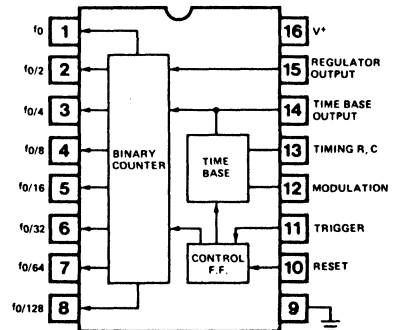 f0 1
f0/2 2
f0/4 3
f0/8 4
f0/16 5
f0/32 6
f0/64 7
f0/128 8
BINARY
COUNTER
TIME
BASE
CONTROL
F.F.
16 V+
15 REGULATOR
OUTPUT
14 TIME BASE
OUTPUT
13 TIMING R, C
12 MODULATION
11 TRIGGER
10 RESET
9